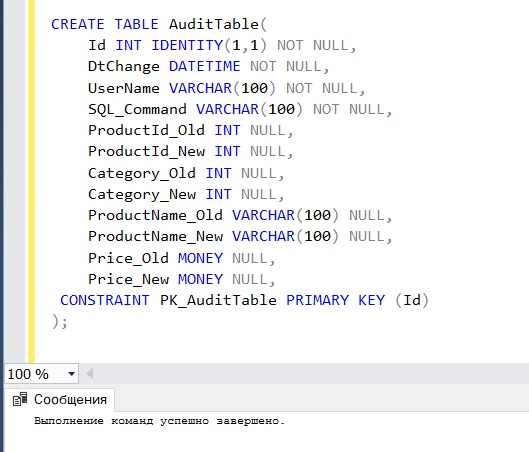 CREATE TABLE AuditTable(
Id INT IDENTITY(1,1) NOT NULL,
DtChange DATETIME NOT NULL,
UserName VARCHAR(100) NOT NULL,
SQL_Command VARCHAR(100) NOT NULL,
ProductId_Old INT NULL,
ProductId_New INT NULL,
Category_Old INT NULL,
Category_New INT NULL,
ProductName_Old VARCHAR(100) NULL,
ProductName_New VARCHAR(100) NULL,
Price_Old MONEY NULL,
Price_New MONEY NULL,
CONSTRAINT PK_AuditTable PRIMARY KEY (Id)
);
100 %
Сообщения
Выполнение команд успешно завершено.